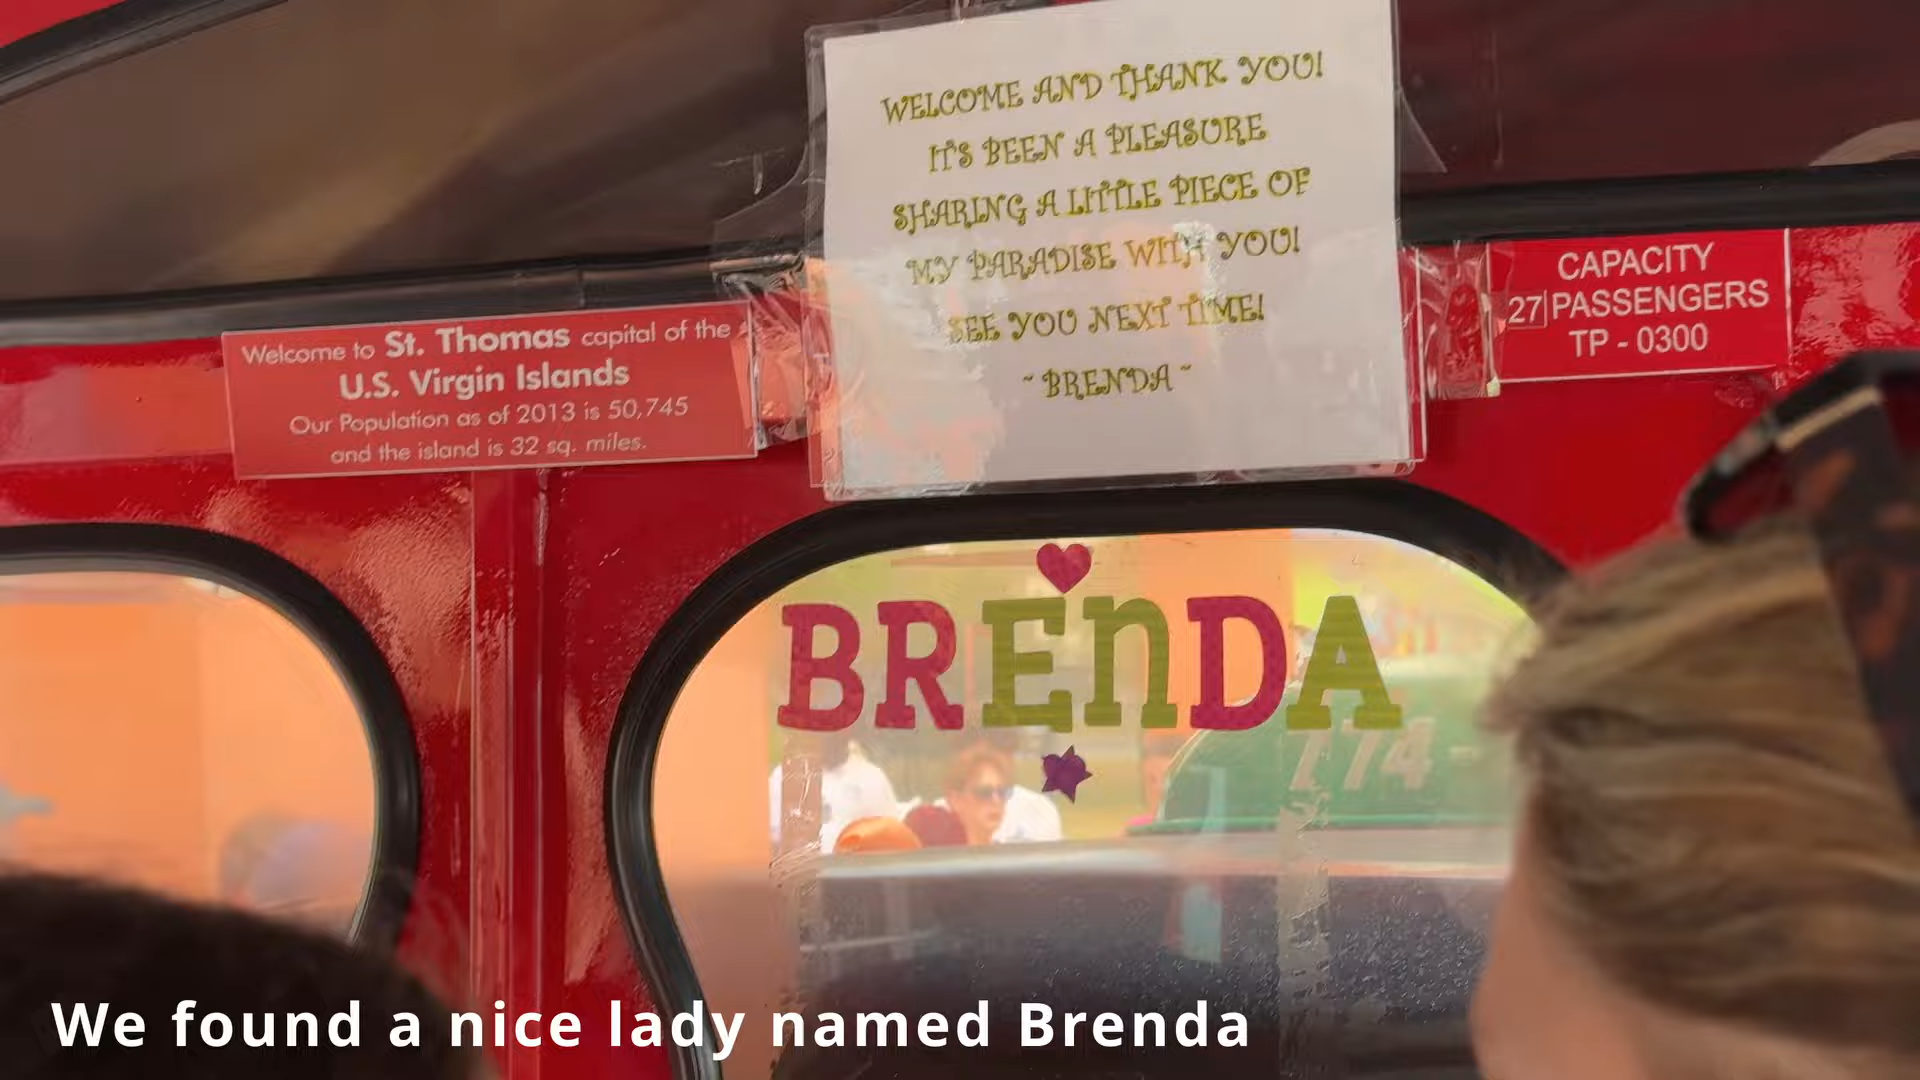 WELCOME AND THANK YOU!
IT'S BEEN A PLEASURE
SHARING A LITTLE PIECE OF
MY PARADISE WITH YOU!
SEE YOU NEXT TIME!
~ BRENDA ~
Welcome to St. Thomas capital of the
U.S. Virgin Islands
Our Population as of 2013 is 50,745
and the island is 32 sq. miles.
CAPACITY
27 PASSENGERS
TP - 0300
BRENDA
774
We found a nice lady named Brenda